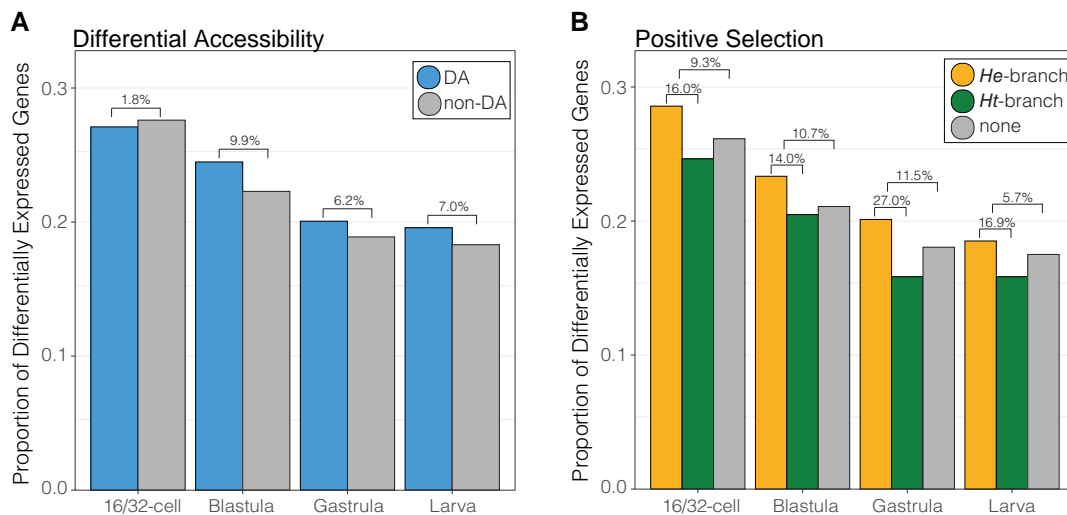 A
Differential Accessibility
Proportion of Differentially Expressed Genes
0.3
0.2
0.1
0.0
DA
non-DA
1.8%
9.9%
6.2%
7.0%
16/32-cell
Blastula
Gastrula
Larva
B
Positive Selection
Proportion of Differentially Expressed Genes
0.3
0.2
0.1
0.0
He-branch
Ht-branch
none
9.3%
16.0%
10.7%
14.0%
11.5%
27.0%
5.7%
16.9%
16/32-cell
Blastula
Gastrula
Larva